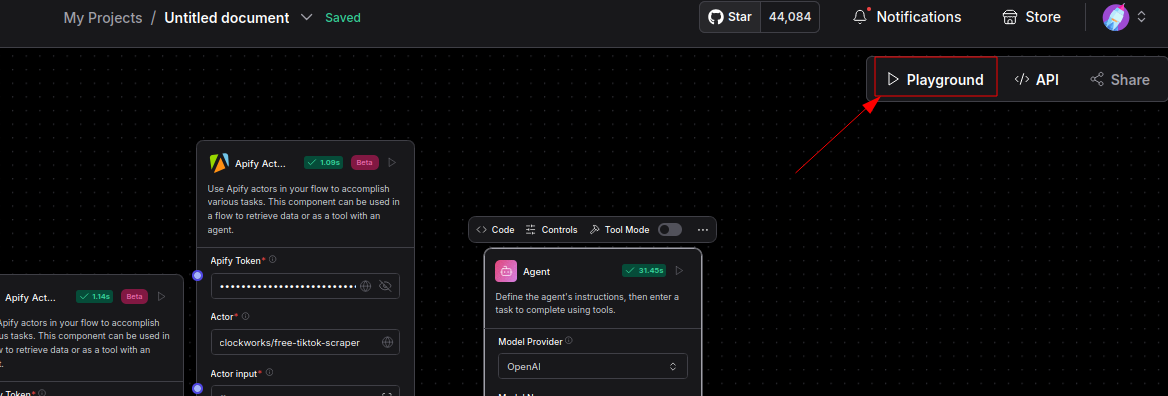 My Projects / Untitled document Saved
Star 44,084 Notifications Store
Playground API Share
Apify Act... 1.09s Beta
Use Apify actors in your flow to accomplish
various tasks. This component can be used in
a flow to retrieve data or as a tool with an
agent.
Apify Token*
Actor*
clockworks/free-tiktok-scraper
Actor input*
Code Controls Tool Mode
Agent 31.45s
Define the agent's instructions, then enter a
task to complete using tools.
Model Provider
OpenAI
Apify Act... 1.14s Beta
Apify actors in your flow to accomplish
us tasks. This component can be used in
w to retrieve data or as a tool with an
t.
y Token*